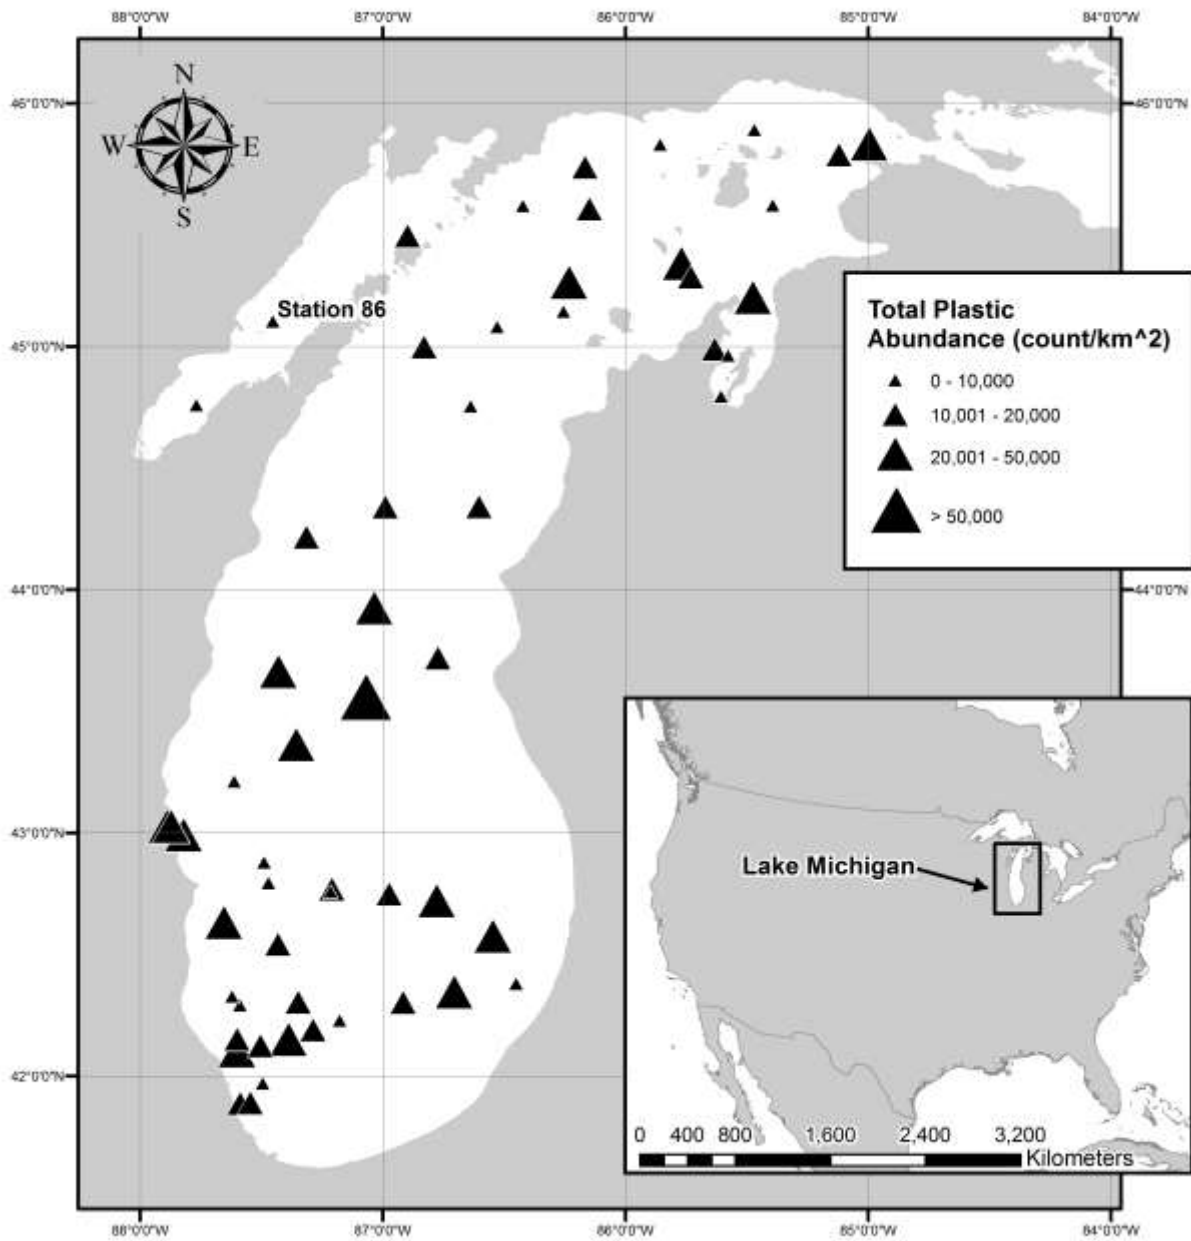 88°0'0"W 87°0'0"W 86°0'0"W 85°0'0"W 84°0'0"W
N
W E
S
46°0'0"N 46°0'0"N
Station 86
45°0'0"N
Total Plastic
Abundance (count/km^2)
0 - 10,000
10,001 - 20,000
20,001 - 50,000
> 50,000
44°0'0"N 44°0'0"N
43°0'0"N
Lake Michigan
42°0'0"N
0 400 800 1,600 2,400 3,200
Kilometers
88°0'0"W 87°0'0"W 86°0'0"W 85°0'0"W 84°0'0"W